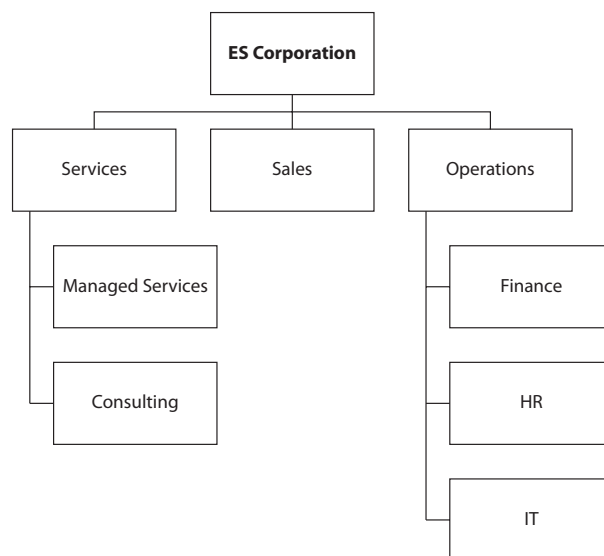 ES Corporation
Services
Sales
Operations
Managed Services
Finance
Consulting
HR
IT